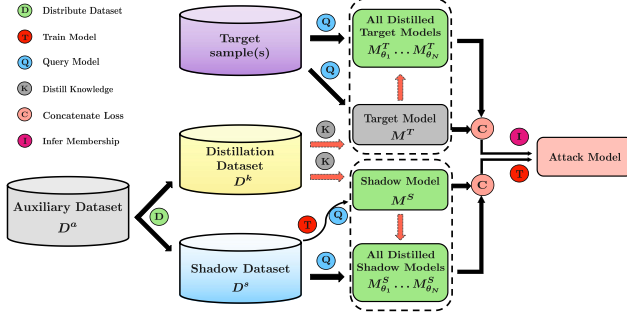 D Distribute Dataset
T Train Model
Q Query Model
K Distill Knowledge
C Concatenate Loss
I Infer Membership
Target
sample(s)
Q
Q
All Distilled
Target Models
M^T_{θ_1} ... M^T_{θ_N}
Target Model
M^T
C
I
T
Attack Model
K
K
Distillation
Dataset
D^k
Auxiliary Dataset
D^a
D
Shadow Model
M^S
C
T
Q
Shadow Dataset
D^s
Q
All Distilled
Shadow Models
M^S_{θ_1} ... M^S_{θ_N}